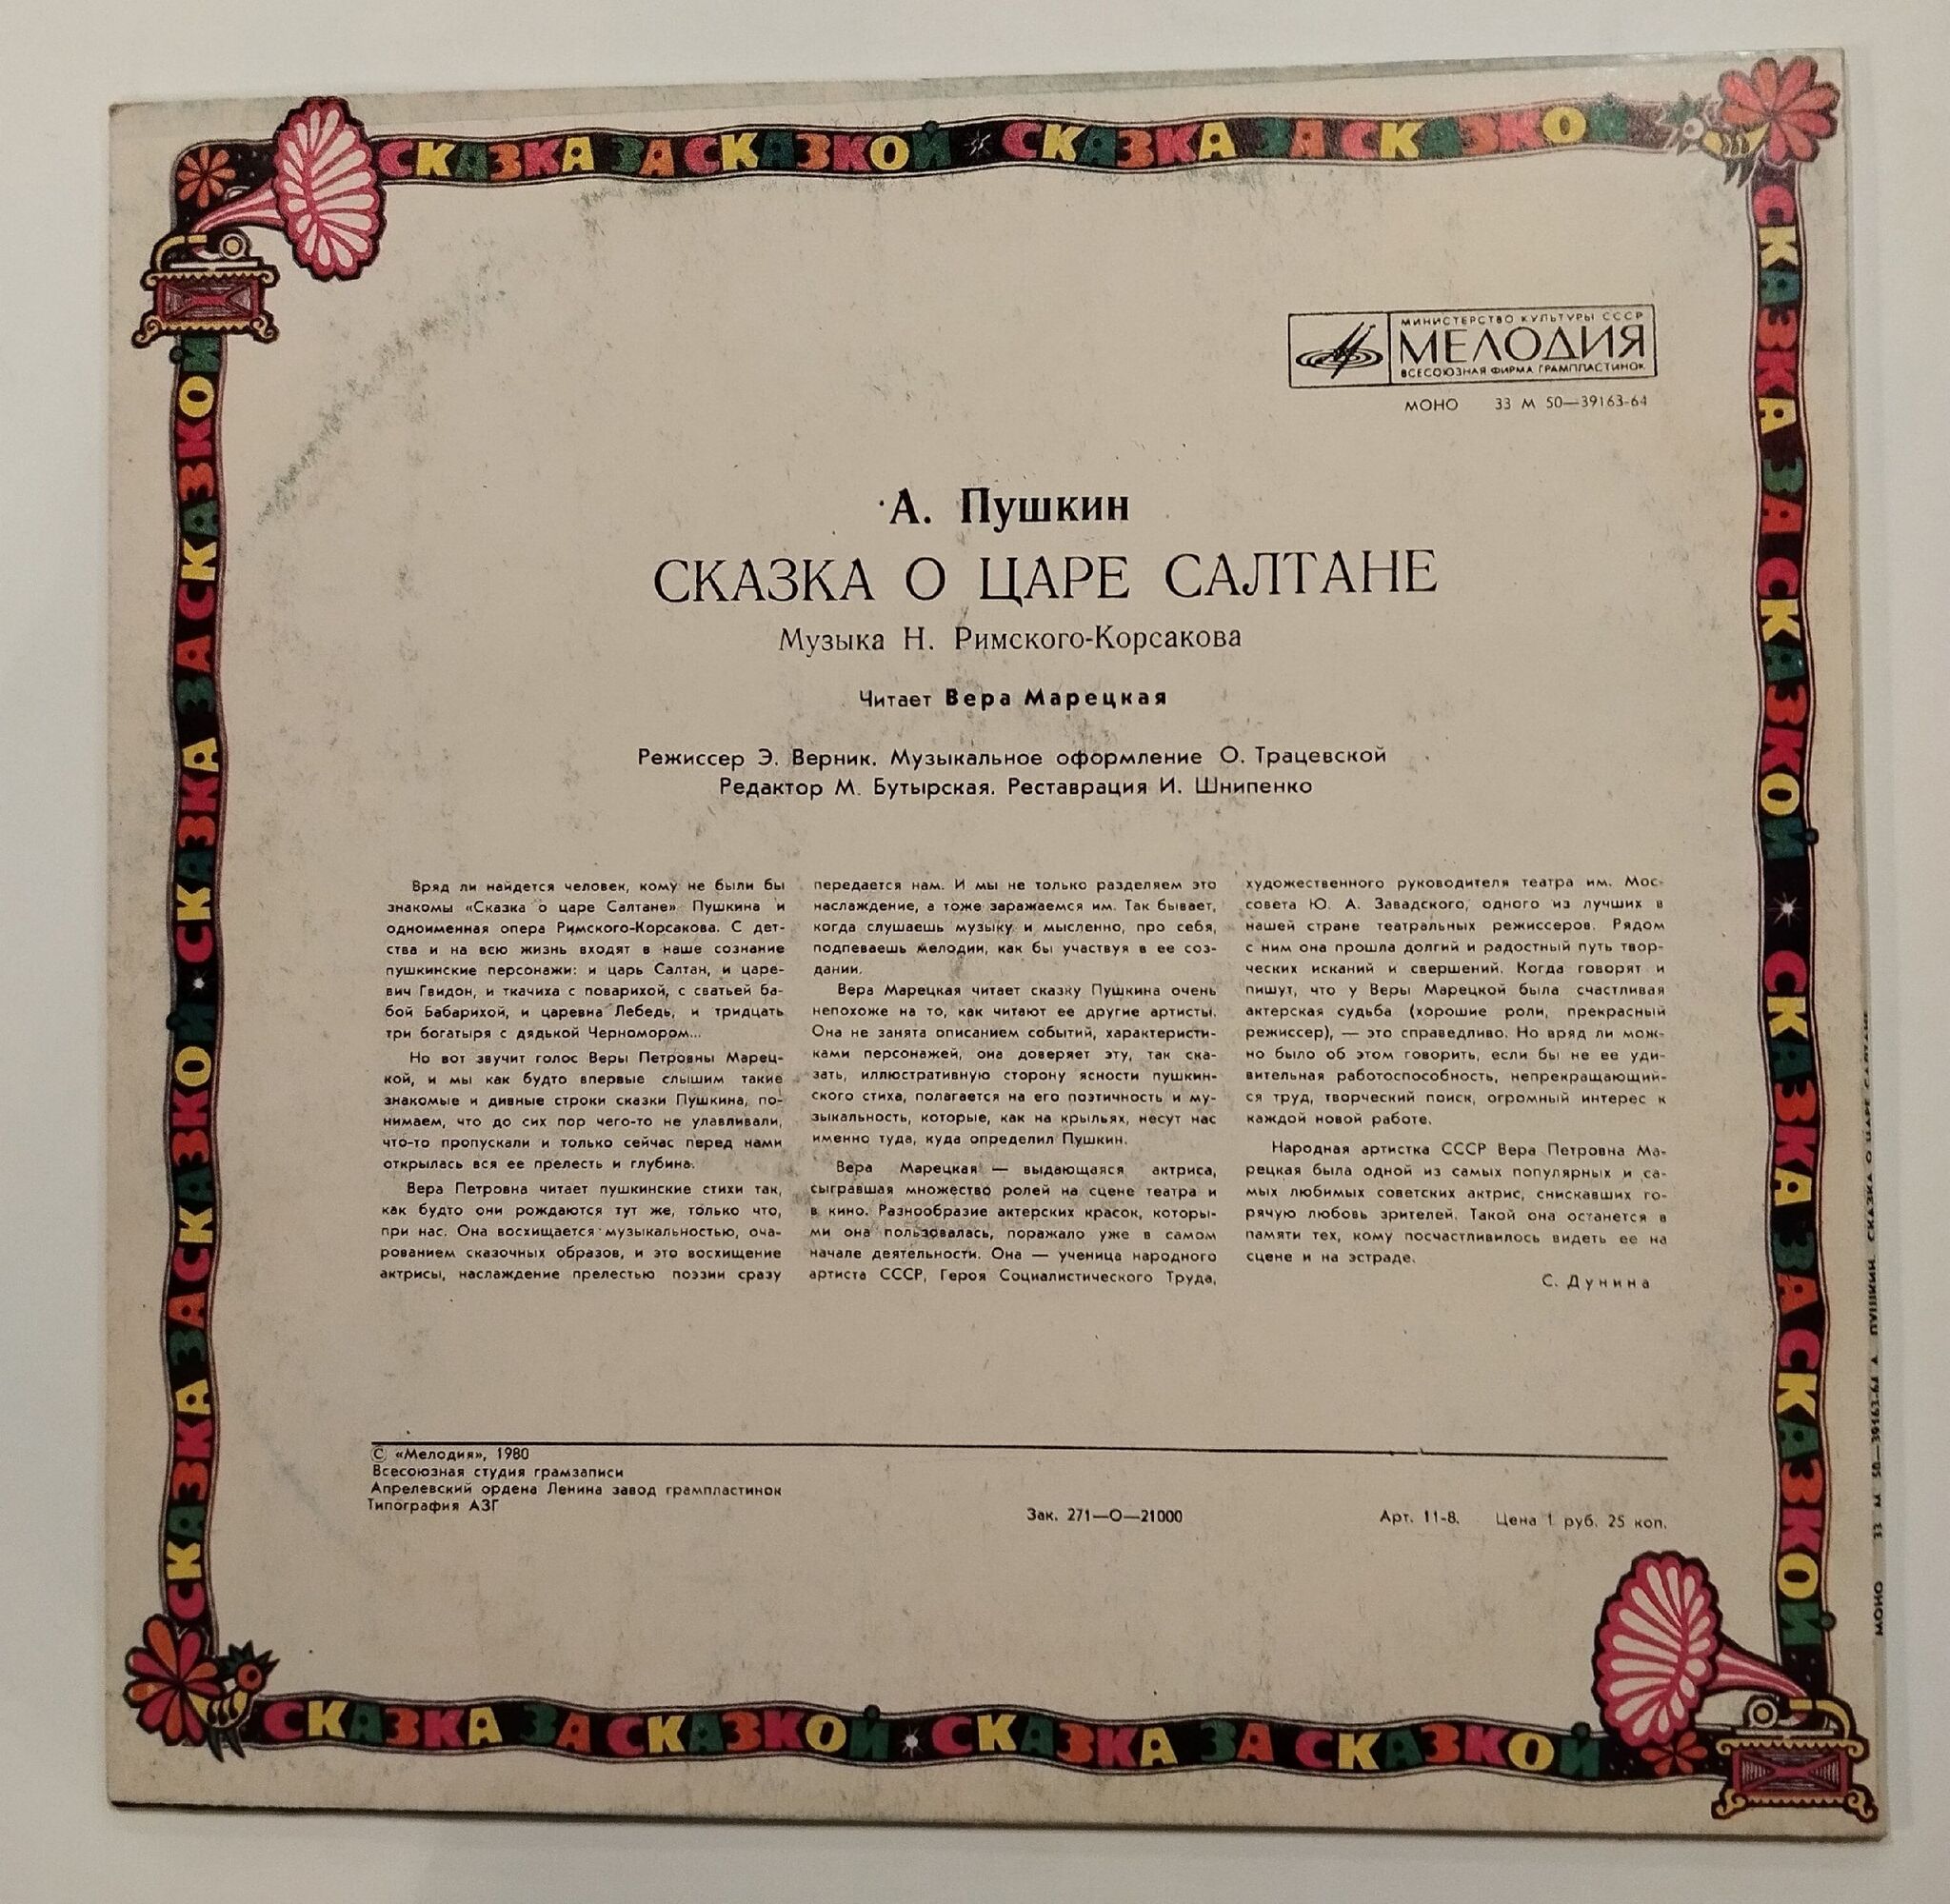 СКАЗКА ЗА СКАЗКОЙ * СКАЗКА ЗА СКАЗКОЙ
СКАЗКА ЗА СКАЗКОЙ * СКАЗКА ЗА СКАЗКОЙ
МИНИСТЕРСТВО КУЛЬТУРЫ СССР
МЕЛОДИЯ
ВСЕСОЮЗНАЯ ФИРМА ГРАМПЛАСТИНОК
МОНО 33 М 50—39163-64
А. Пушкин
СКАЗКА О ЦАРЕ САЛТАНЕ
Музыка Н. Римского-Корсакова
Читает Вера Марецкая
Режиссер Э. Верник. Музыкальное оформление О. Трацевской
Редактор М. Бутырская. Реставрация И. Шнипенко
Вряд ли найдется человек, кому не были бы
знакомы «Сказка о царе Салтане» Пушкина и
одноименная опера Римского-Корсакова. С дет-
ства и на всю жизнь входят в наше сознание
пушкинские персонажи: и царь Салтан, и царе-
вич Гвидон, и ткачиха с поварихой, с сватьей ба-
бой Бабарихой, и царевна Лебедь, и тридцать
три богатыря с дядькой Черномором...
Но вот звучит голос Веры Петровны Марец-
кой, и мы как будто впервые слышим такие
знакомые и дивные строки сказки Пушкина, по-
нимаем, что до сих пор чего-то не улавливали,
что-то пропускали и только сейчас перед нами
открылась вся ее прелесть и глубина.
Вера Петровна читает пушкинские стихи так,
как будто они рождаются тут же, только что,
при нас. Она восхищается музыкальностью, оча-
рованием сказочных образов, и это восхищение
актрисы, наслаждение прелестью поэзии сразу
передается нам. И мы не только разделяем это
наслаждение, а тоже заражаемся им. Так бывает,
когда слушаешь музыку и мысленно, про себя,
подпеваешь мелодии, как бы участвуя в ее соз-
дании.
Вера Марецкая читает сказку Пушкина очень
непохоже на то, как читают ее другие артисты.
Она не занята описанием событий, характеристи-
ками персонажей, она доверяет эту, так ска-
зать, иллюстративную сторону ясности пушкин-
ского стиха, полагается на его поэтичность и му-
зыкальность, которые, как на крыльях, несут нас
именно туда, куда определил Пушкин.
Вера Марецкая — выдающаяся актриса,
сыгравшая множество ролей на сцене театра и
в кино. Разнообразие актерских красок, которы-
ми она пользовалась, поражало уже в самом
начале деятельности. Она — ученица народного
артиста СССР, Героя Социалистического Труда,
художественного руководителя театра им. Мос-
совета Ю. А. Завадского, одного из лучших в
нашей стране театральных режиссеров. Рядом
с ним она прошла долгий и радостный путь твор-
ческих исканий и свершений. Когда говорят и
пишут, что у Веры Марецкой была счастливая
актерская судьба (хорошие роли, прекрасный
режиссер), — это справедливо. Но вряд ли мож-
но было об этом говорить, если бы не ее уди-
вительная работоспособность, непрекращающий-
ся труд, творческий поиск, огромный интерес к
каждой новой работе.
Народная артистка СССР Вера Петровна Ма-
рецкая была одной из самых популярных и са-
мых любимых советских актрис, снискавших го-
рячую любовь зрителей. Такой она останется в
памяти тех, кому посчастливилось видеть ее на
сцене и на эстраде.
С. Дунина
© «Мелодия», 1980
Всесоюзная студия грамзаписи
Апрелевский ордена Ленина завод грампластинок
Типография АЗГ
Зак. 271—О—21000
Арт. 11-8. Цена 1 руб. 25 коп.
СКАЗКА ЗА СКАЗКОЙ * СКАЗКА ЗА СКАЗКОЙ
СКАЗКА ЗА СКАЗКОЙ * СКАЗКА ЗА СКАЗКОЙ
МОНО 33 М 50—39163-64 А. ПУШКИН. СКАЗКА О ЦАРЕ САЛТАНЕ